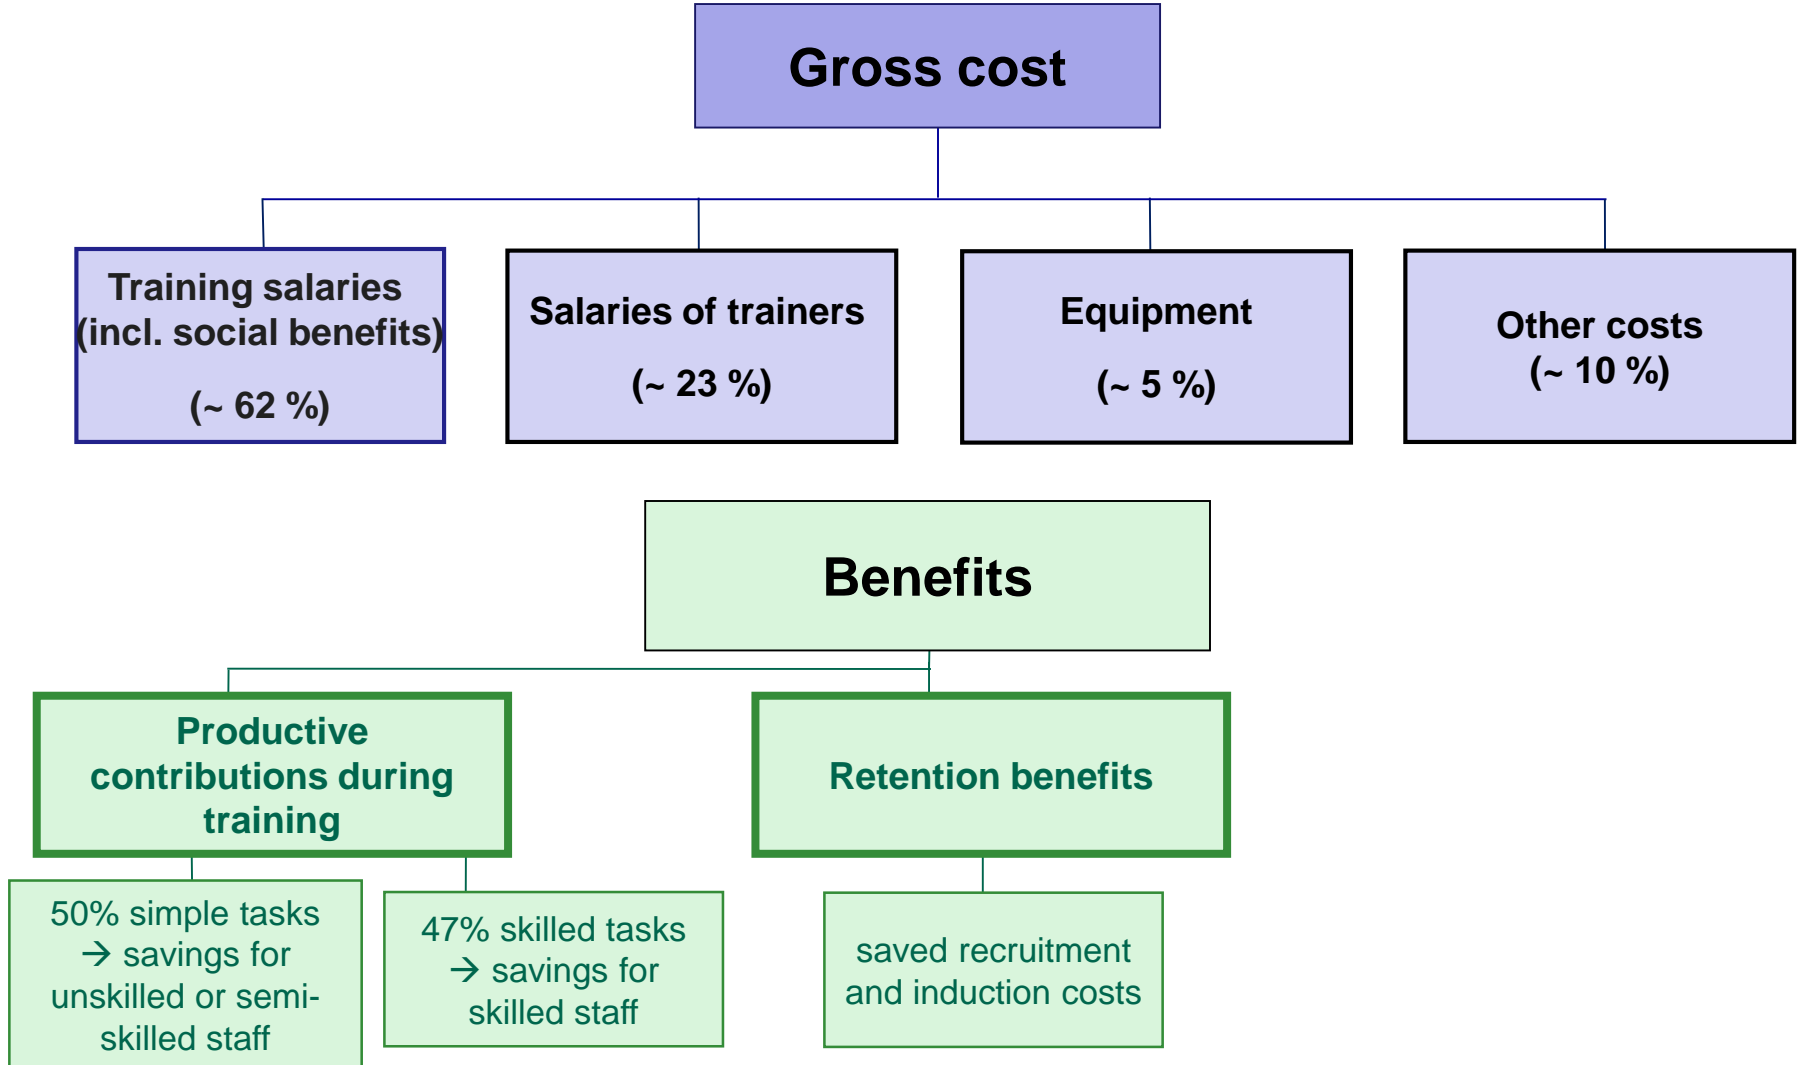 Gross cost
Training salaries
(incl. social benefits)
(~ 62 %)
Salaries of trainers
(~ 23 %)
Equipment
(~ 5 %)
Other costs
(~ 10 %)
Benefits
Productive
contributions during
training
Retention benefits
50% simple tasks
→ savings for
unskilled or semi-
skilled staff
47% skilled tasks
→ savings for
skilled staff
saved recruitment
and induction costs